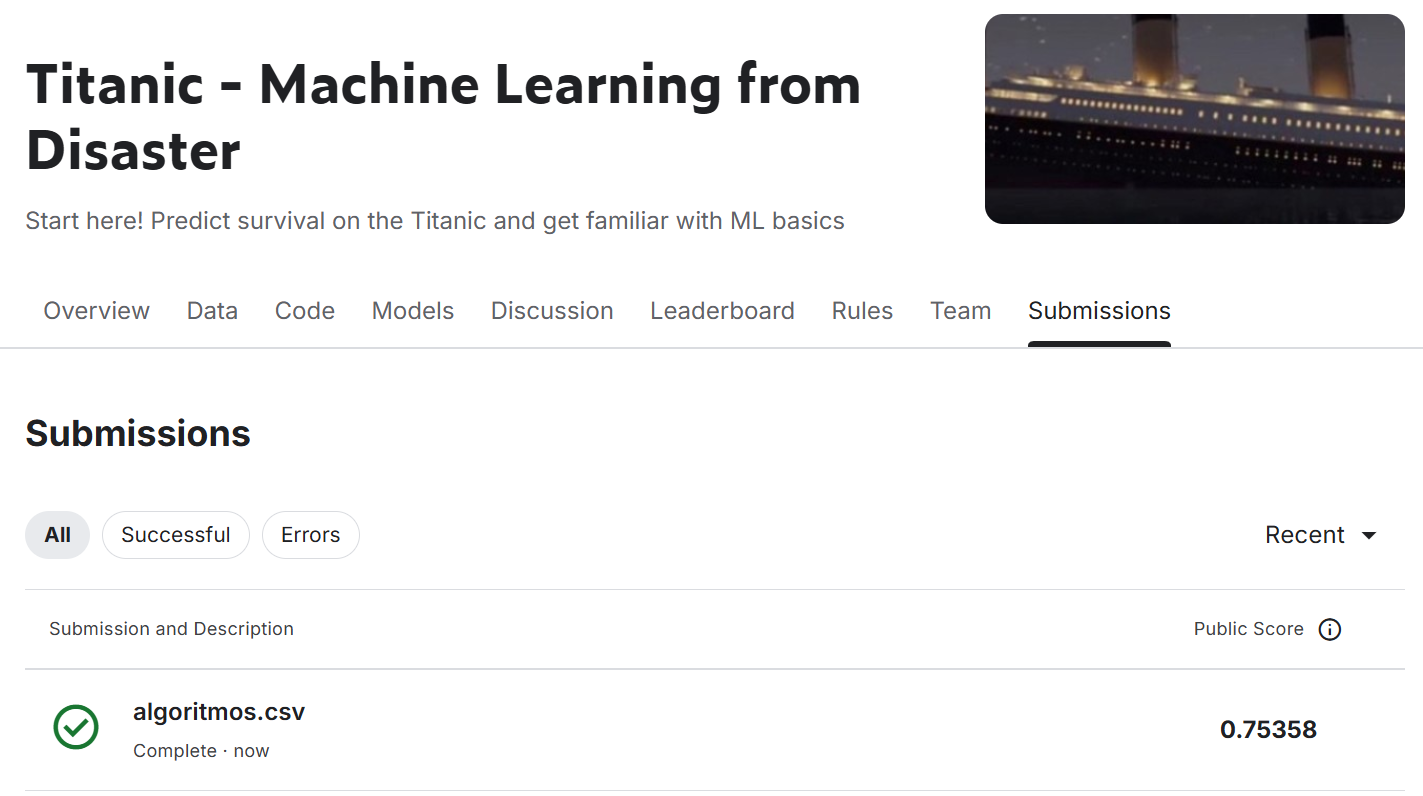 Titanic - Machine Learning from
Disaster
Start here! Predict survival on the Titanic and get familiar with ML basics
Overview Data Code Models Discussion Leaderboard Rules Team Submissions
Submissions
All Successful Errors Recent
Submission and Description Public Score
algoritmos.csv
Complete · now
0.75358